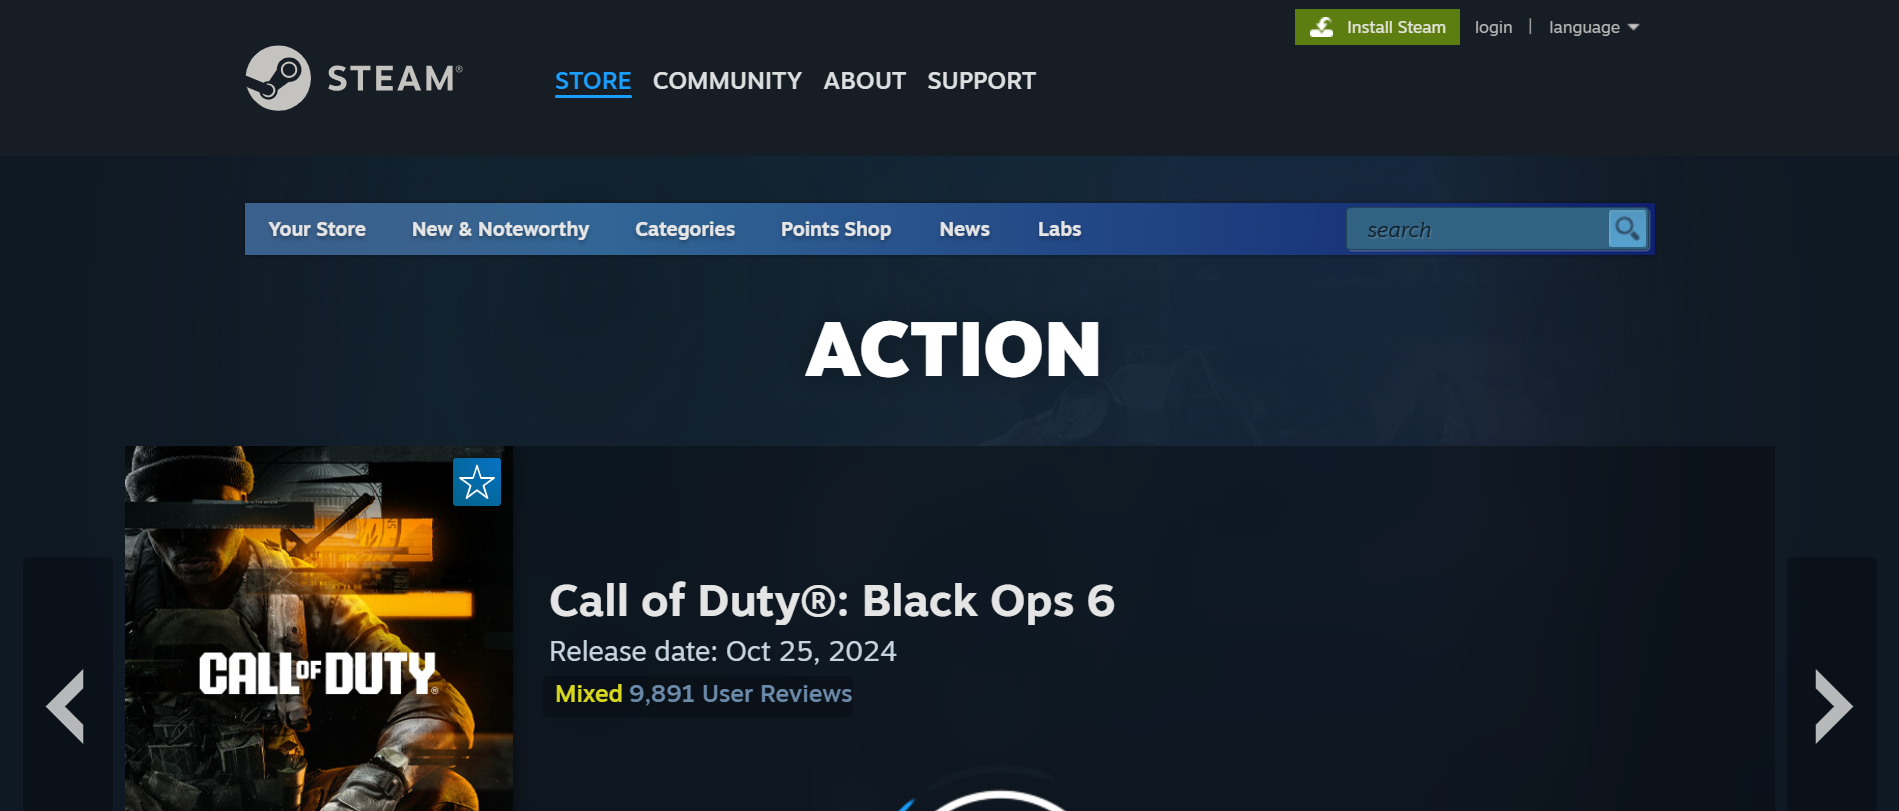 Install Steam login | language
STEAM®
STORE COMMUNITY ABOUT SUPPORT
Your Store New & Noteworthy Categories Points Shop News Labs search
ACTION
CALL OF DUTY®
Call of Duty®: Black Ops 6
Release date: Oct 25, 2024
Mixed 9,891 User Reviews